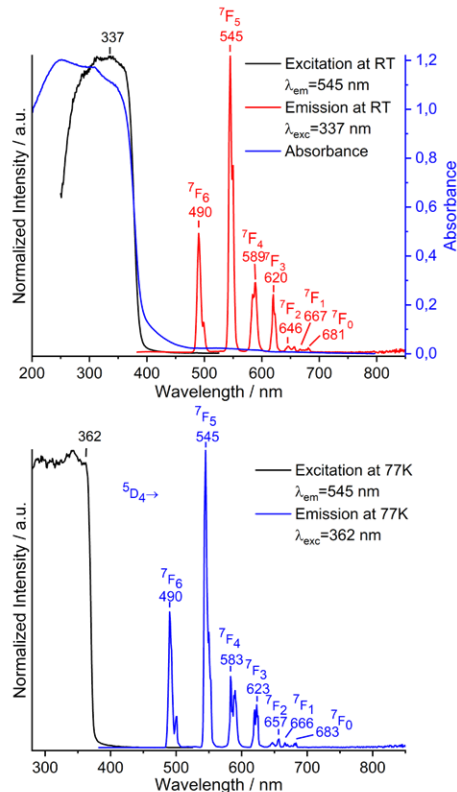 337
⁷F₅
545
Excitation at RT
λem=545 nm
Emission at RT
λexc=337 nm
Absorbance
⁷F₆
490
⁷F₄
589
⁷F₃
620
⁷F₂
646
⁷F₁
667
⁷F₀
681
Normalized Intensity / a.u.
1,2
1,0
0,8
0,6
0,4
0,2
0,0
Absorbance
200 300 400 500 600 700 800
Wavelength / nm
362
⁷F₅
545
Excitation at 77K
λem=545 nm
Emission at 77K
λexc=362 nm
⁵D₄→
⁷F₆
490
⁷F₄
583
⁷F₃
623
⁷F₂
657
⁷F₁
666
⁷F₀
683
Normalized Intensity / a.u.
300 400 500 600 700 800
Wavelength / nm